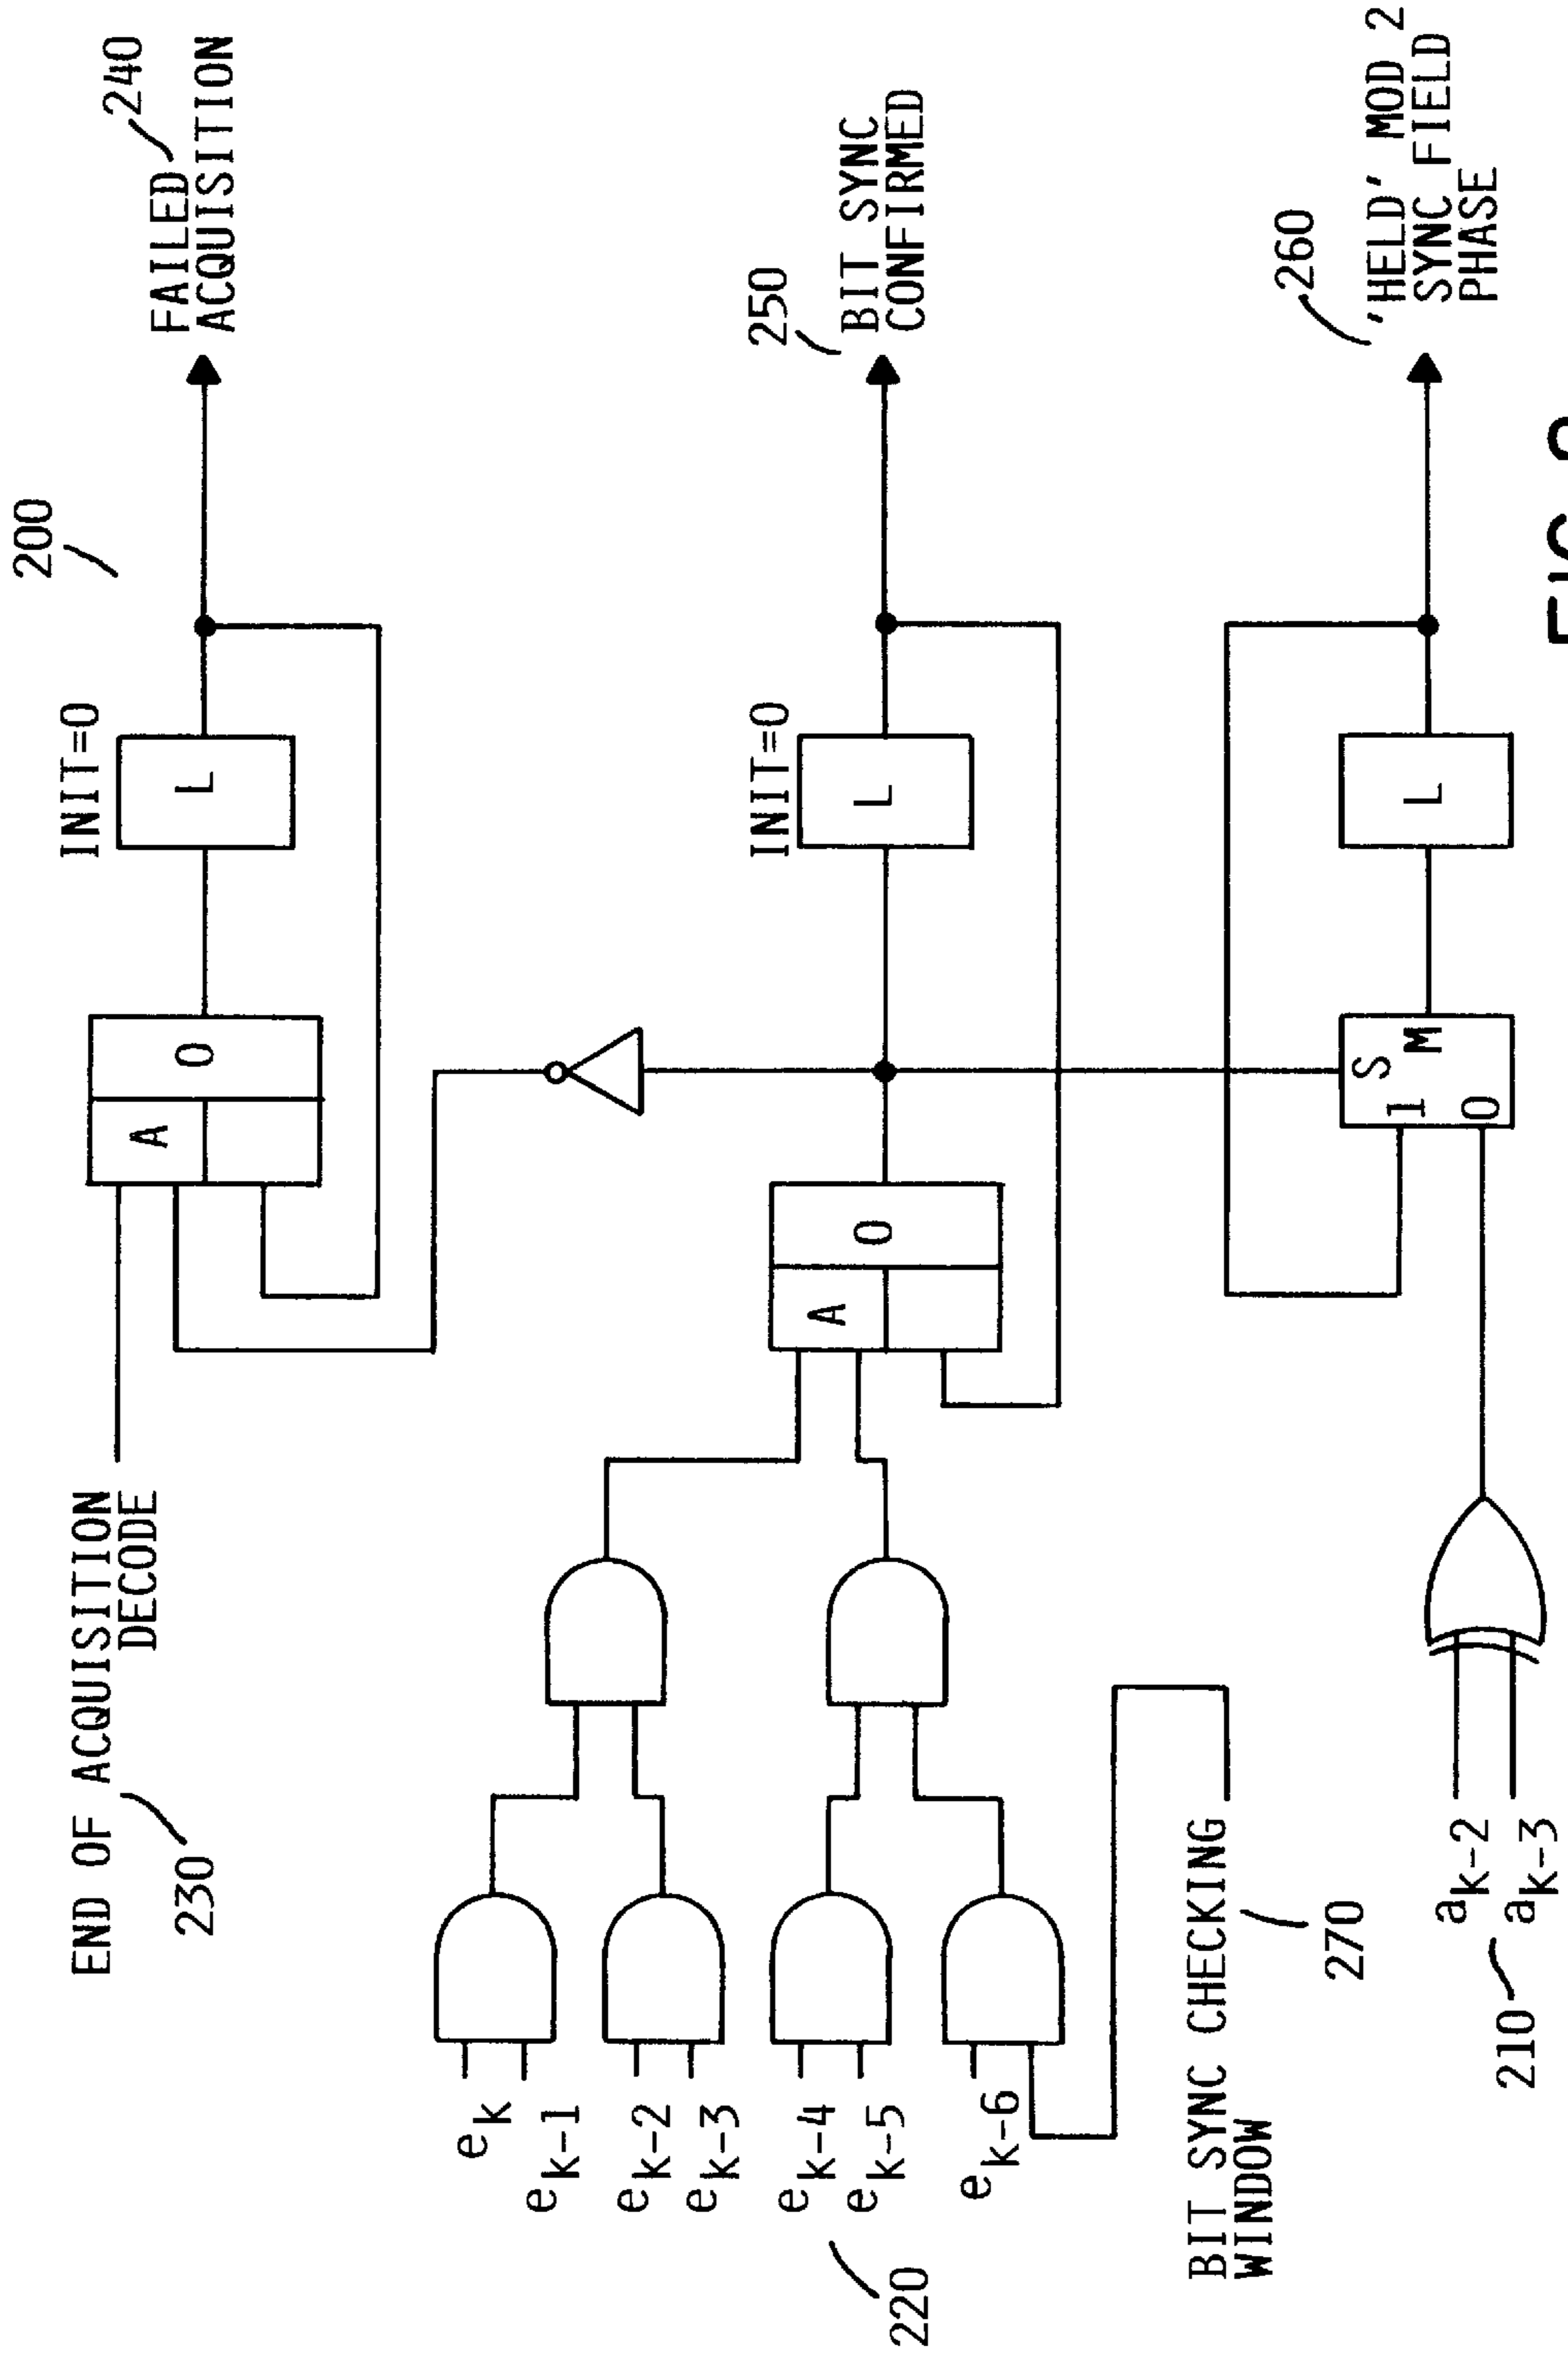 200
END OF ACQUISITION
DECODE
230
A
O
INIT=0
L
FAILED
ACQUISITION
240
e k
e k-1
e k-2
e k-3
e k-4
e k-5
e k-6
220
A
O
INIT=0
L
250
BIT SYNC
CONFIRMED
BIT SYNC CHECKING
WINDOW
270
a k-2
a k-3
210
S
1
M
0
L
260
'HELD' MOD 2
SYNC FIELD
PHASE